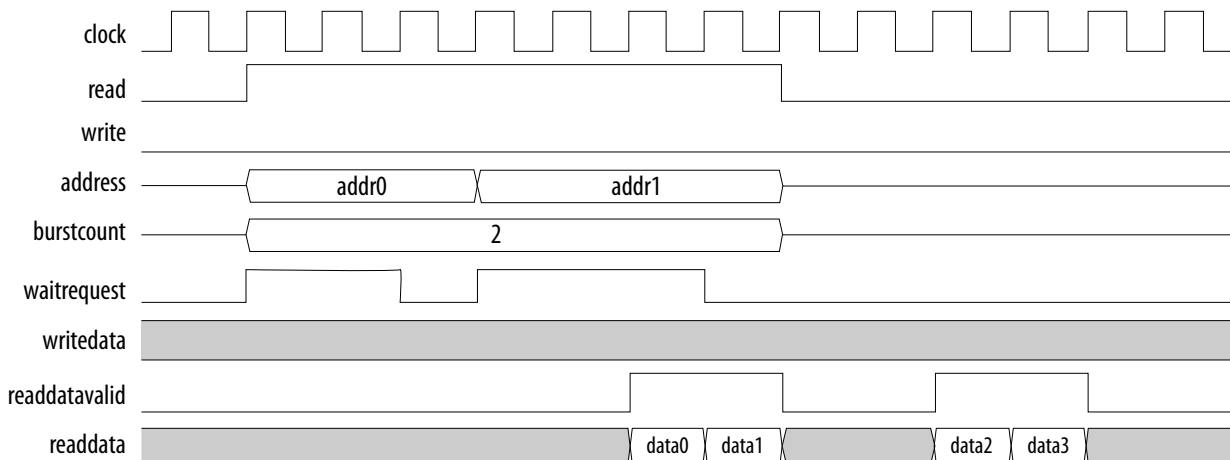 clock
read
write
address addr0 addr1
burstcount 2
waitrequest
writedata
readdatavalid
readdata data0 data1 data2 data3